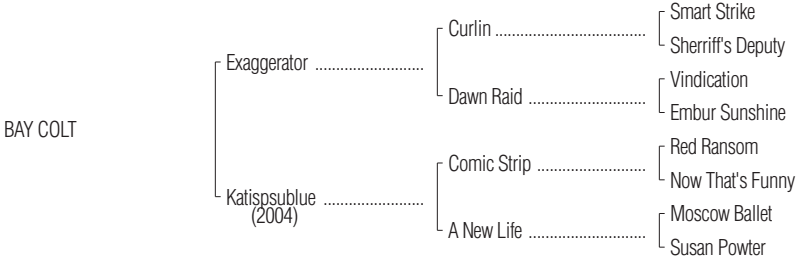 Smart Strike
Curlin ....................................
Sherriff's Deputy
Exaggerator ..........................
Vindication
Dawn Raid ............................
Embur Sunshine
BAY COLT
Red Ransom
Comic Strip ..........................
Now That's Funny
Katispsublue ........................
(2004)
Moscow Ballet
A New Life ............................
Susan Powter